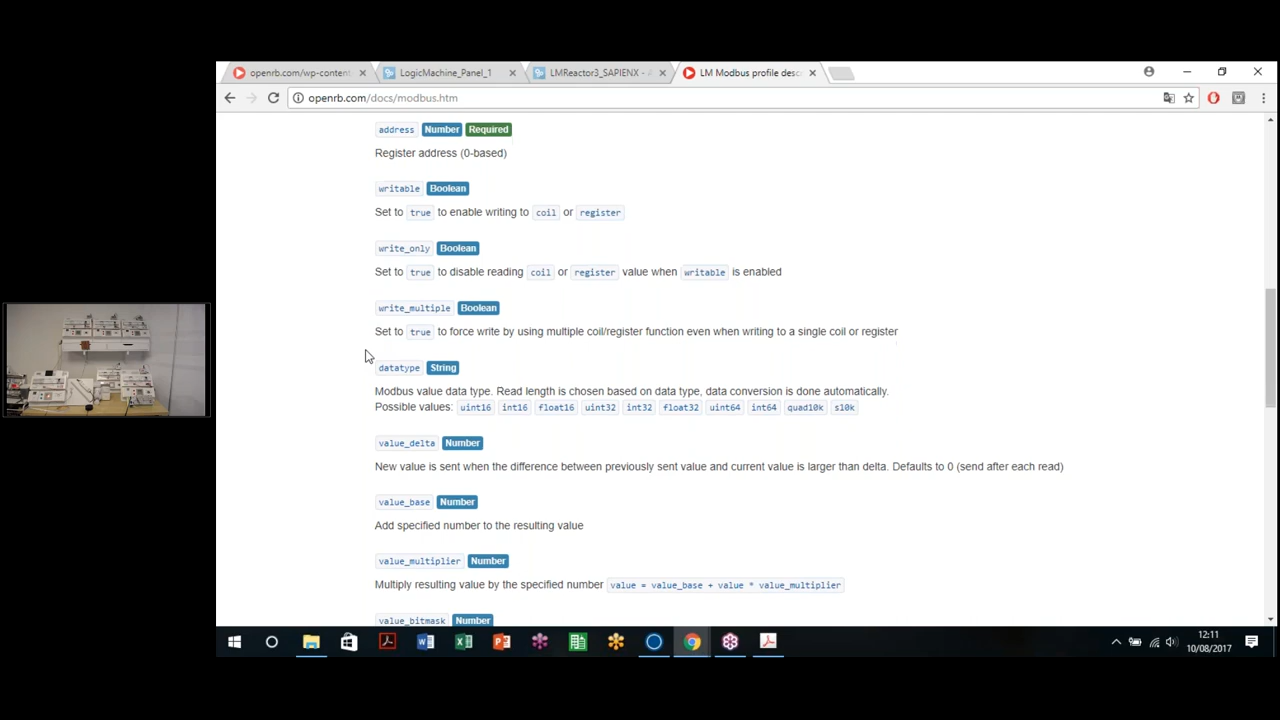 openrb.com/wp-content
LogicMachine_Panel_1
LMReactor3_SAPIENX - A
LM Modbus profile desc
openrb.com/docs/modbus.htm
address Number Required
Register address (0-based)
writable Boolean
Set to true to enable writing to coil or register
write_only Boolean
Set to true to disable reading coil or register value when writable is enabled
write_multiple Boolean
Set to true to force write by using multiple coil/register function even when writing to a single coil or register
datatype String
Modbus value data type. Read length is chosen based on data type, data conversion is done automatically.
Possible values: uint16 int16 float16 uint32 int32 float32 uint64 int64 quad10k s10k
value_delta Number
New value is sent when the difference between previously sent value and current value is larger than delta. Defaults to 0 (send after each read)
value_base Number
Add specified number to the resulting value
value_multiplier Number
Multiply resulting value by the specified number value = value_base + value * value_multiplier
value_bitmask Number
12:11
10/08/2017